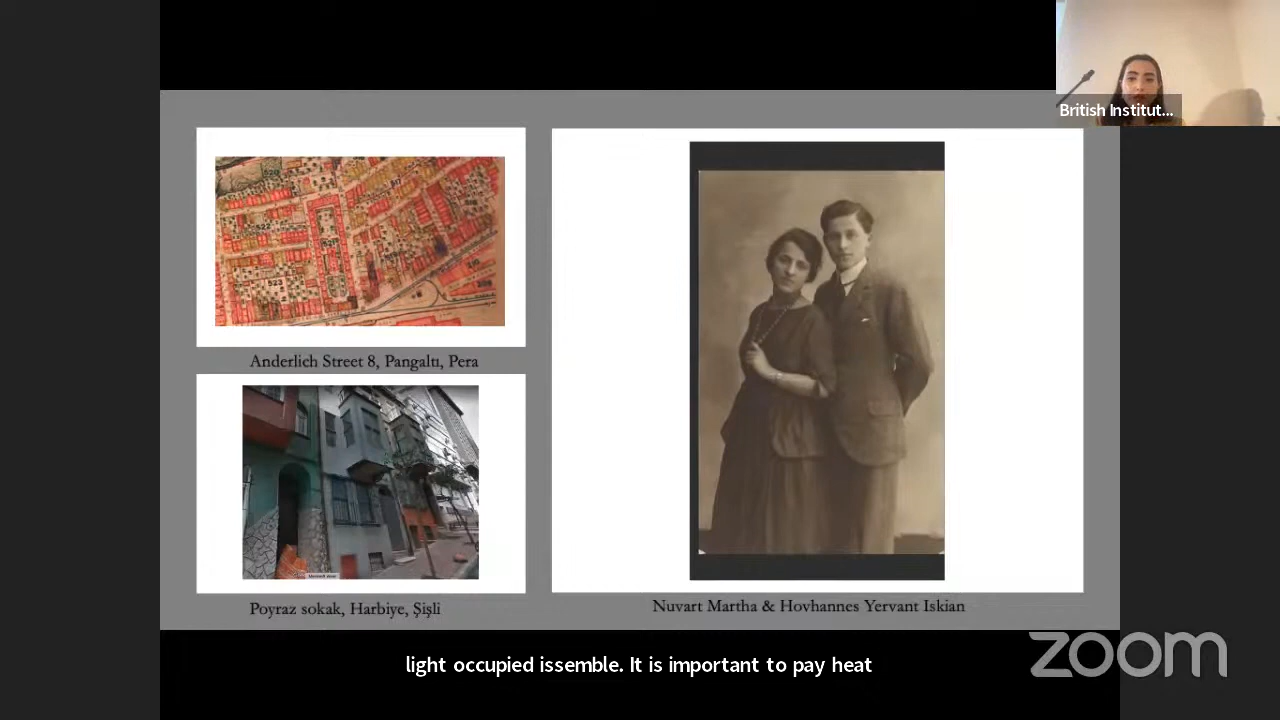 British Institut...
Anderlich Street 8, Pangaltı, Pera
Poyraz sokak, Harbiye, Şişli
Nuvart Martha & Hovhannes Yervant Iskian
light occupied issemble. It is important to pay heat
zoom